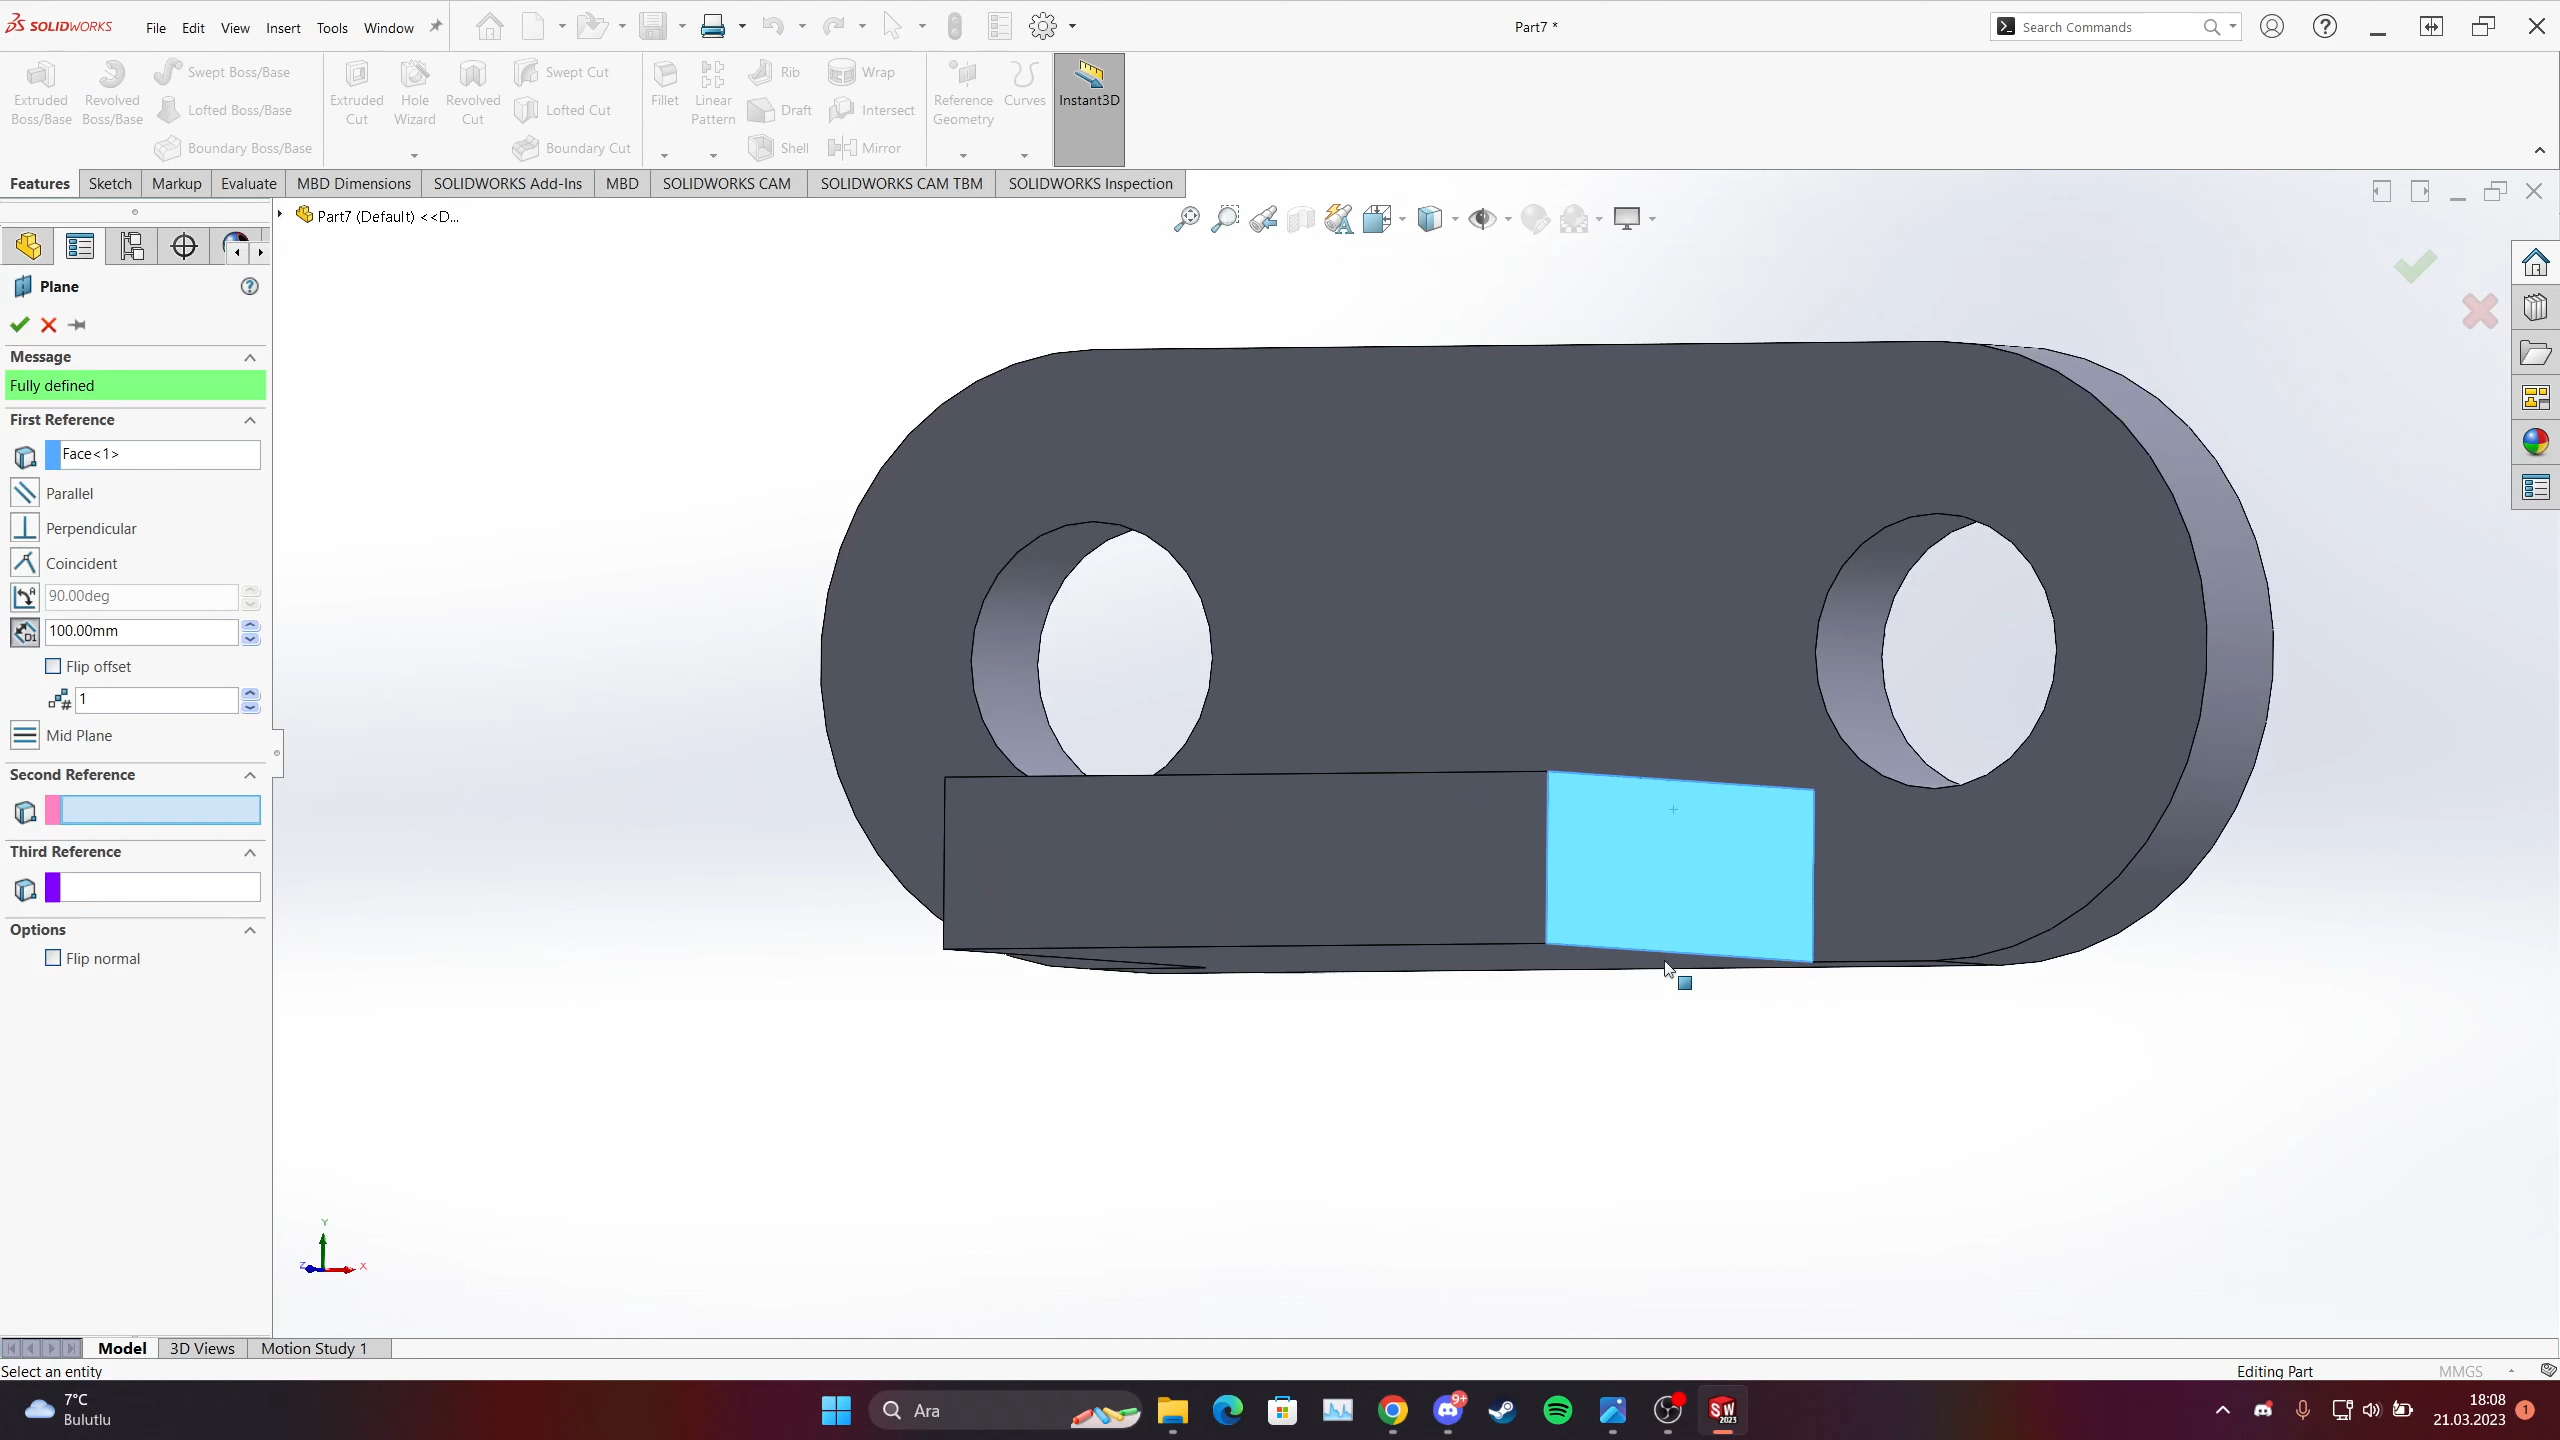 SOLIDWORKS File Edit View Insert Tools Window Part7 * Search Commands
Extruded Boss/Base
Revolved Boss/Base
Swept Boss/Base
Lofted Boss/Base
Boundary Boss/Base
Extruded Cut
Hole Wizard
Revolved Cut
Swept Cut
Lofted Cut
Boundary Cut
Fillet
Linear Pattern
Rib
Draft
Shell
Wrap
Intersect
Mirror
Reference Geometry
Curves
Instant3D
Features Sketch Markup Evaluate MBD Dimensions SOLIDWORKS Add-Ins MBD SOLIDWORKS CAM SOLIDWORKS CAM TBM SOLIDWORKS Inspection
Part7 (Default) <<D...
Plane
Message
Fully defined
First Reference
Face<1>
Parallel
Perpendicular
Coincident
90.00deg
100.00mm
Flip offset
1
Mid Plane
Second Reference
Third Reference
Options
Flip normal
Y
Z X
Model 3D Views Motion Study 1
Select an entity Editing Part MMGS
7°C
Bulutlu
Ara
9+
SW
2023
18:08
21.03.2023
1